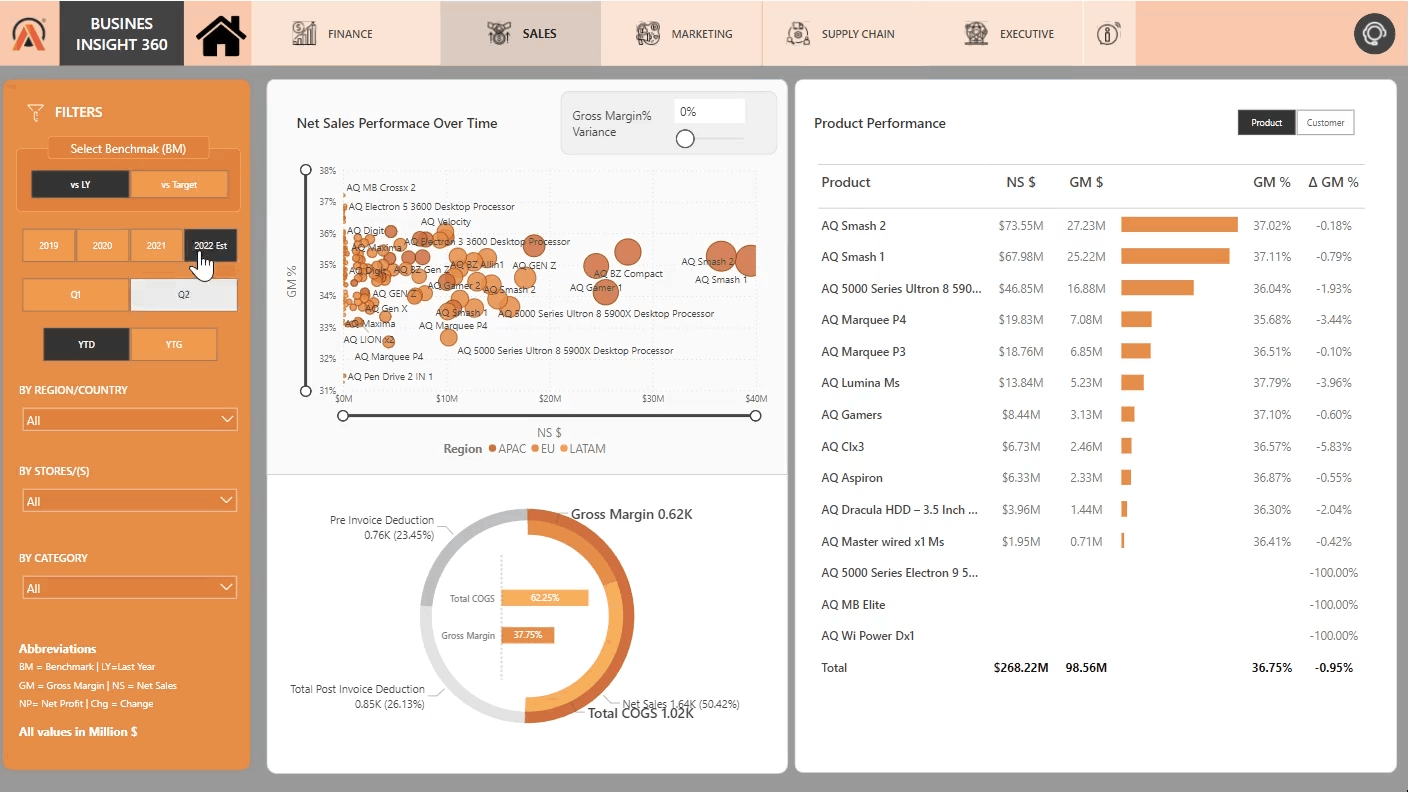 BUSINES
INSIGHT 360
FINANCE
SALES
MARKETING
SUPPLY CHAIN
EXECUTIVE
FILTERS
Select Benchmak (BM)
vs LY
vs Target
2019
2020
2021
2022 Est
Q1
Q2
YTD
YTG
BY REGION/COUNTRY
All
BY STORES/(S)
All
BY CATEGORY
All
Abbreviations
BM = Benchmark | LY=Last Year
GM = Gross Margin | NS = Net Sales
NP= Net Profit | Chg = Change
All values in Million $
Net Sales Performace Over Time
Gross Margin%
Variance
0%
38%
AQ MB Crossx 2
37%
AQ Electron 5 3600 Desktop Processor
AQ Velocity
36%
AQ Digit
AQ Electron 3 3600 Desktop Processor
AQ Maxima
35%
AQ Digit
AQ BZ Gen Z
AQ BZ Allin1
AQ GEN Z
AQ BZ Compact
AQ Smash 2
AQ Smash 1
GM %
34%
AQ GEN Z
AQ Gamer 2
AQ Smash 2
AQ Gamer 1
AQ Gen X
AQ Smash 1
AQ 5000 Series Ultron 8 5900X Desktop Processor
33%
AQ Maxima
AQ Marquee P4
AQ LION x2
32%
AQ Marquee P4
AQ 5000 Series Ultron 8 5900X Desktop Processor
31%
AQ Pen Drive 2 IN 1
$0M
$10M
$20M
$30M
$40M
NS $
Region
APAC
EU
LATAM
Pre Invoice Deduction
0.76K (23.45%)
Gross Margin 0.62K
Total COGS
62.25%
Gross Margin
37.75%
Total Post Invoice Deduction
0.85K (26.13%)
Net Sales 1.64K (50.42%)
Total COGS 1.02K
Product Performance
Product
Customer
Product NS $ GM $ GM % Δ GM %
AQ Smash 2 $73.55M 27.23M 37.02% -0.18%
AQ Smash 1 $67.98M 25.22M 37.11% -0.79%
AQ 5000 Series Ultron 8 590... $46.85M 16.88M 36.04% -1.93%
AQ Marquee P4 $19.83M 7.08M 35.68% -3.44%
AQ Marquee P3 $18.76M 6.85M 36.51% -0.10%
AQ Lumina Ms $13.84M 5.23M 37.79% -3.96%
AQ Gamers $8.44M 3.13M 37.10% -0.60%
AQ Clx3 $6.73M 2.46M 36.57% -5.83%
AQ Aspiron $6.33M 2.33M 36.87% -0.55%
AQ Dracula HDD – 3.5 Inch ... $3.96M 1.44M 36.30% -2.04%
AQ Master wired x1 Ms $1.95M 0.71M 36.41% -0.42%
AQ 5000 Series Electron 9 5... -100.00%
AQ MB Elite -100.00%
AQ Wi Power Dx1 -100.00%
Total $268.22M 98.56M 36.75% -0.95%